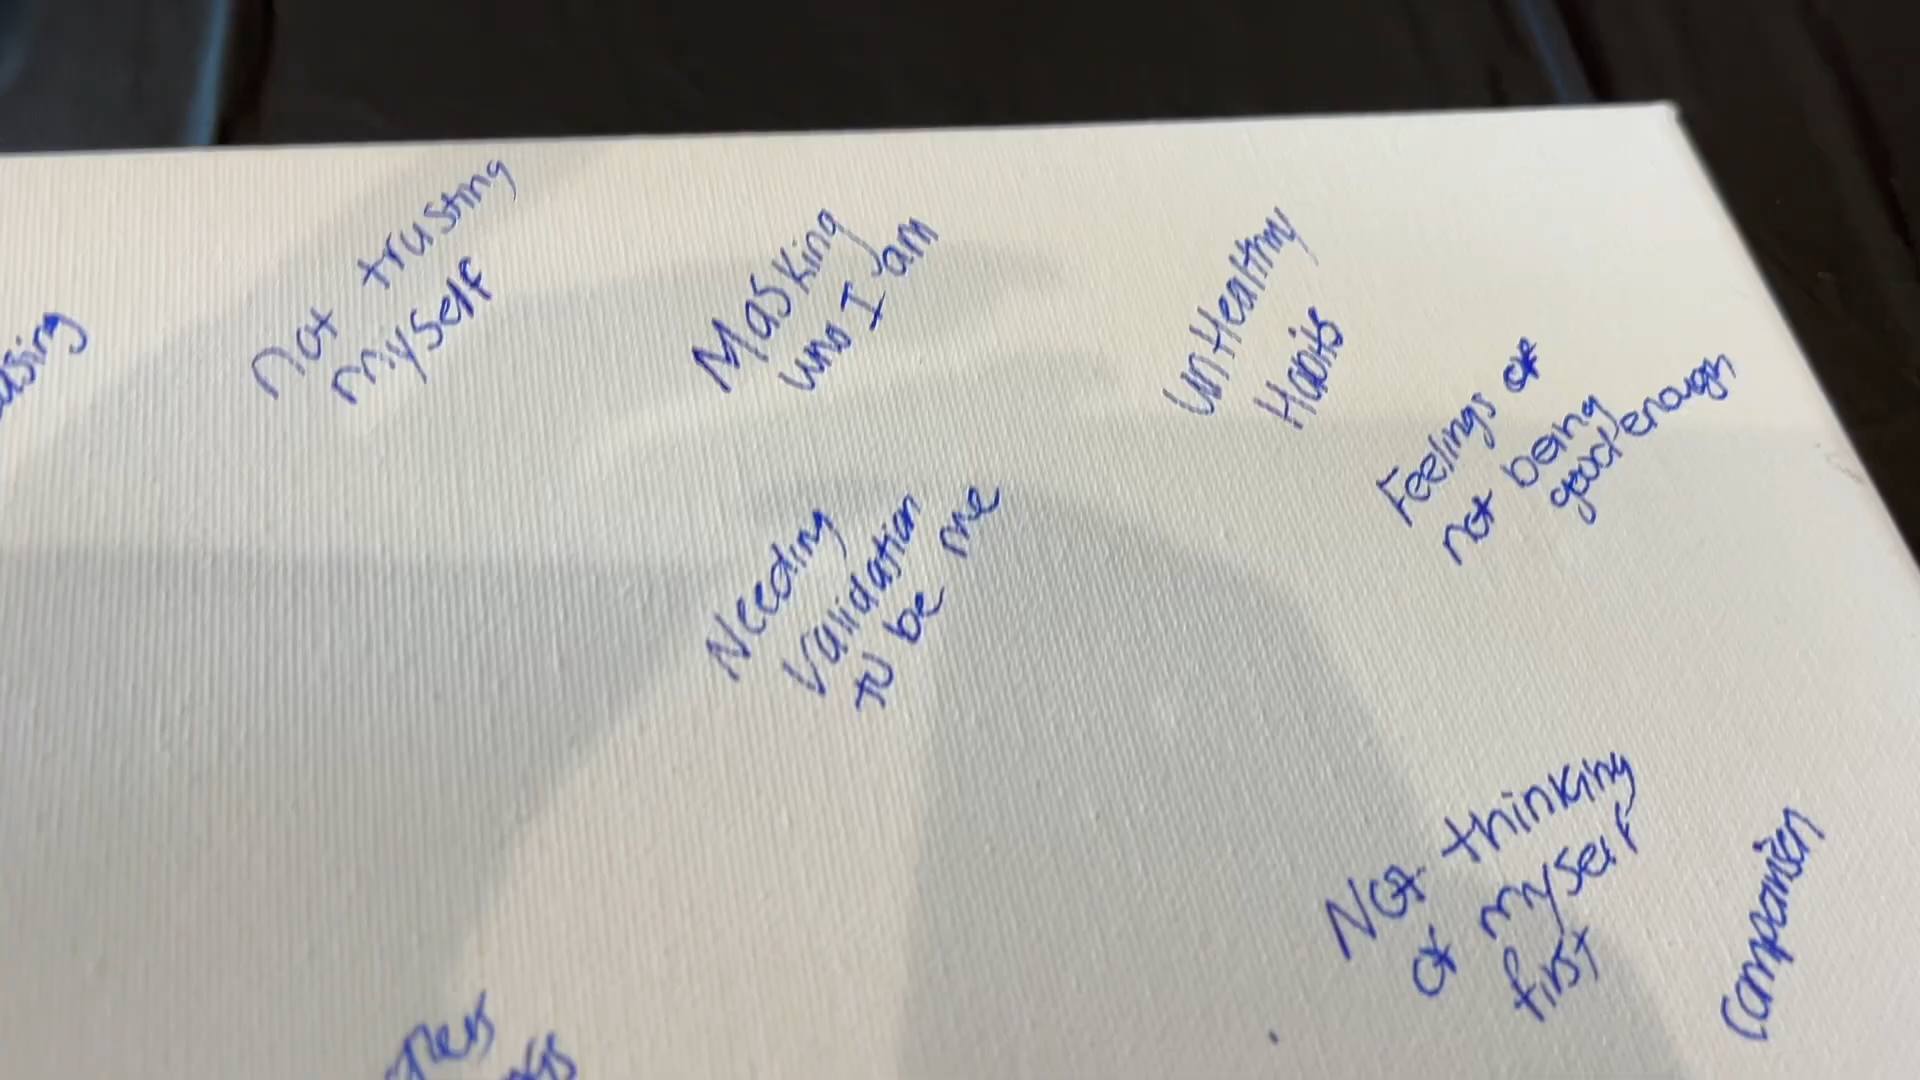 not trusting
myself
Masking
who I am
UnHealthy
Habits
Feelings of
not being
good enough
Needing
validation
to be me
Not thinking
of myself
first
Comparison